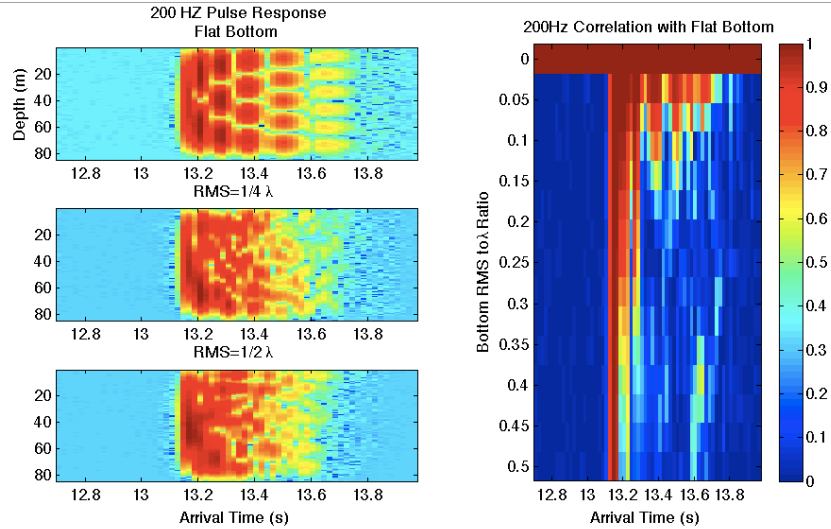 200 HZ Pulse Response
Flat Bottom
Depth (m)
20
40
60
80
12.8 13 13.2 13.4 13.6 13.8
RMS=1/4 λ
20
40
60
80
12.8 13 13.2 13.4 13.6 13.8
RMS=1/2 λ
20
40
60
80
12.8 13 13.2 13.4 13.6 13.8
Arrival Time (s)
200Hz Correlation with Flat Bottom
Bottom RMS to λ Ratio
0
0.05
0.1
0.15
0.2
0.25
0.3
0.35
0.4
0.45
0.5
12.8 13 13.2 13.4 13.6 13.8
Arrival Time (s)
1
0.9
0.8
0.7
0.6
0.5
0.4
0.3
0.2
0.1
0